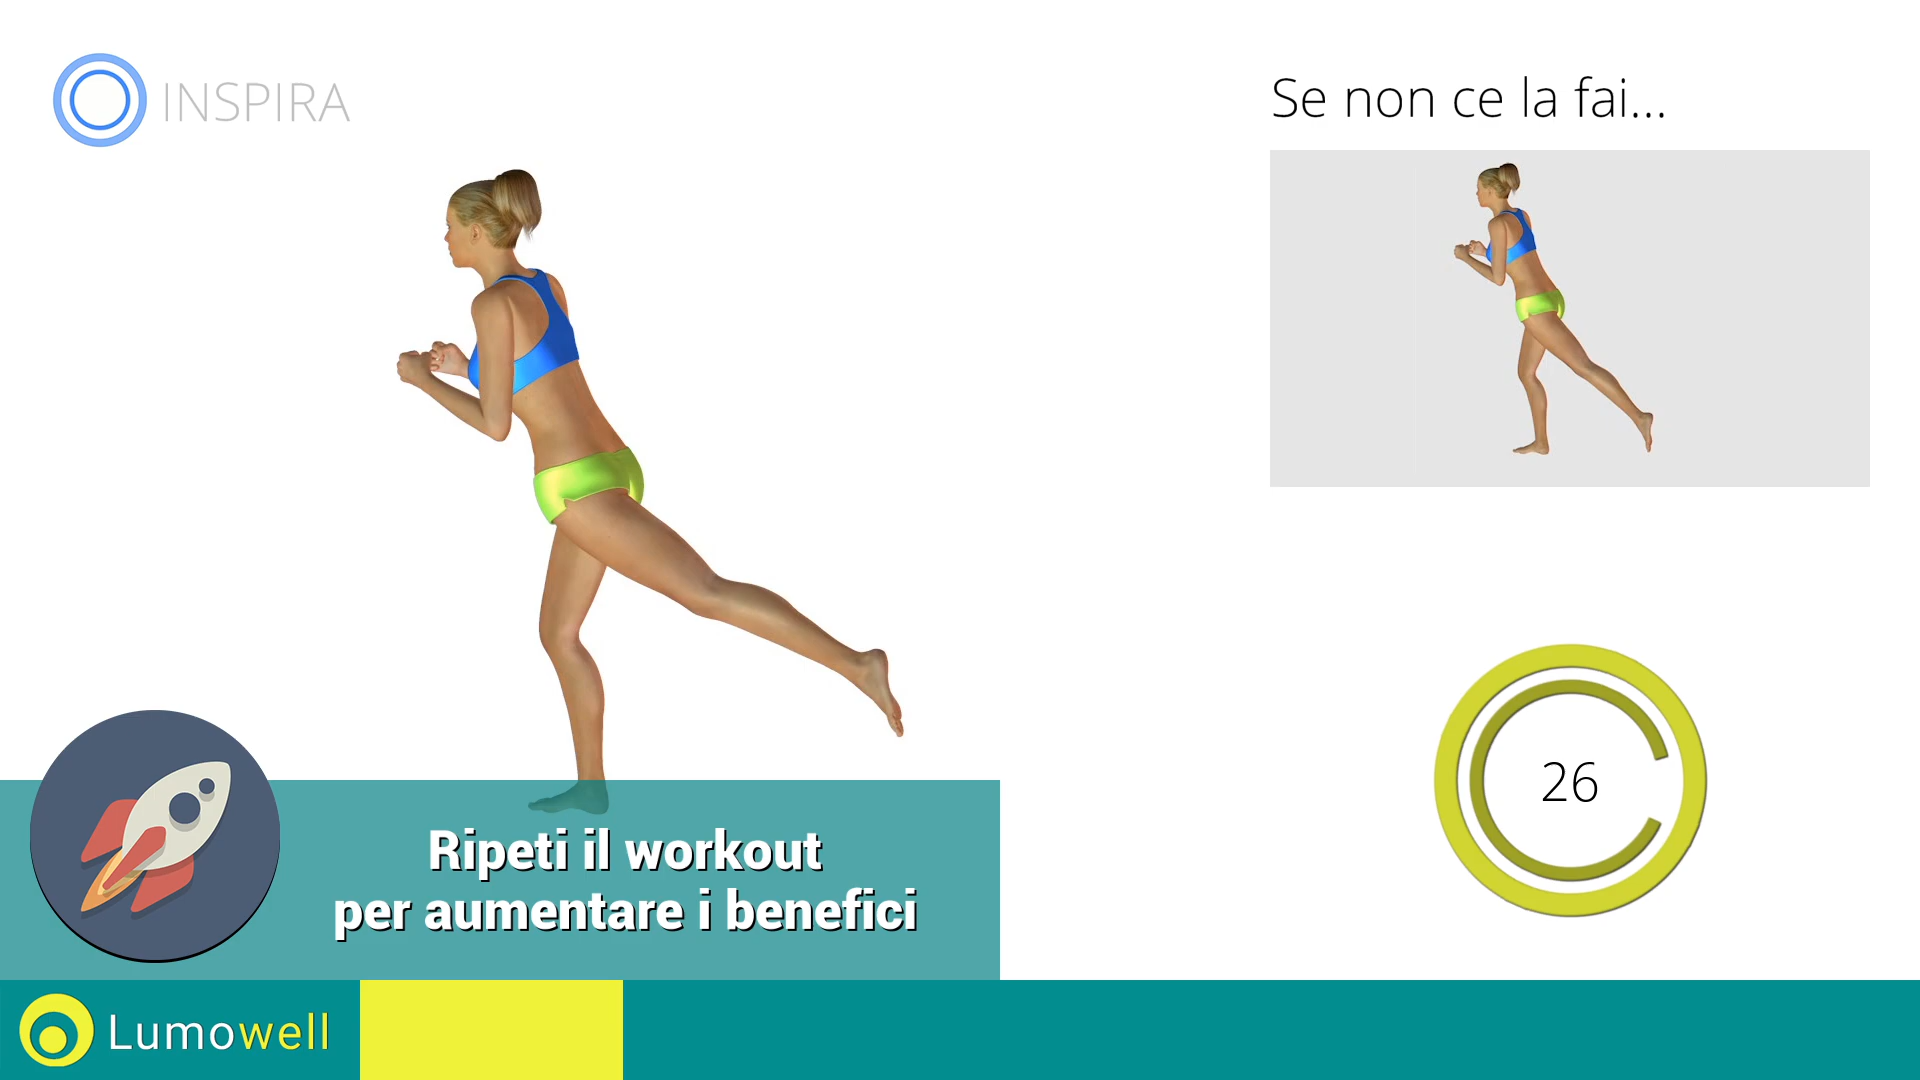 INSPIRA
Se non ce la fai...
26
Ripeti il workout
per aumentare i benefici
Lumowell